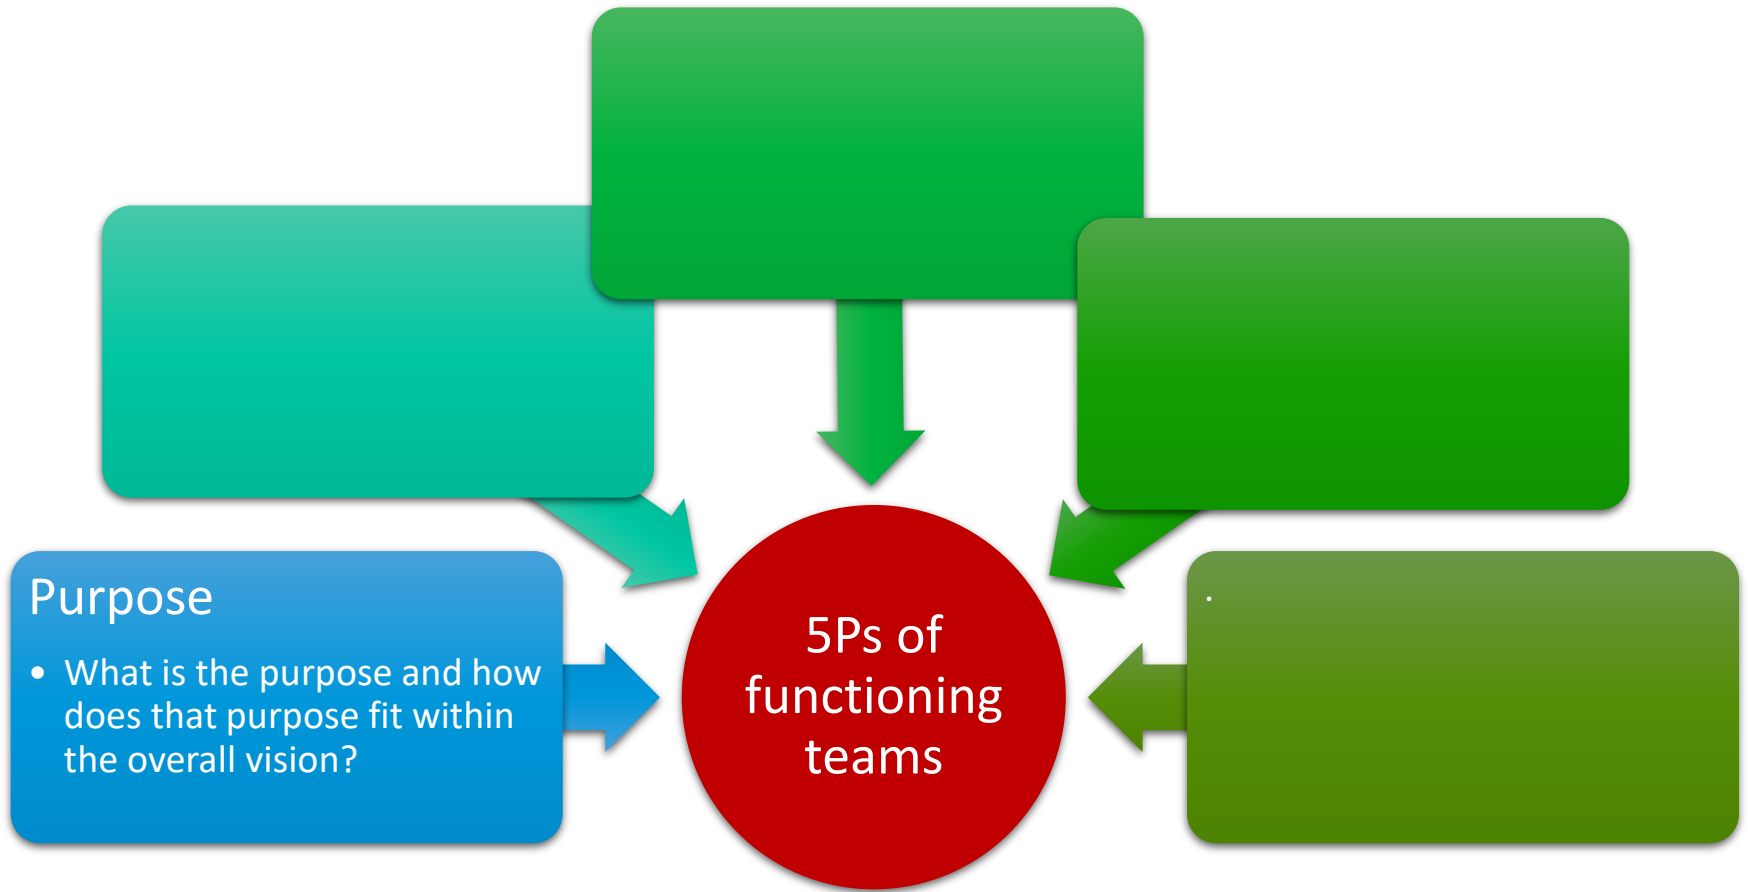 Purpose
• What is the purpose and how
does that purpose fit within
the overall vision?
5Ps of
functioning
teams
.